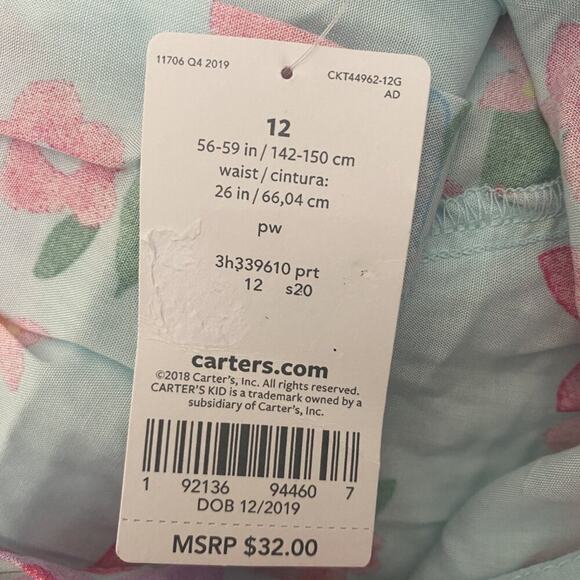 11706 Q4 2019
CKT44962-12G
AD
12
56-59 in / 142-150 cm
waist / cintura:
26 in / 66,04 cm
pw
3h339610 prt
12 s20
carters.com
©2018 Carter's, Inc. All rights reserved.
CARTER'S KID is a trademark owned by a
subsidiary of Carter's, Inc.
1 92136 94460 7
DOB 12/2019
MSRP $32.00